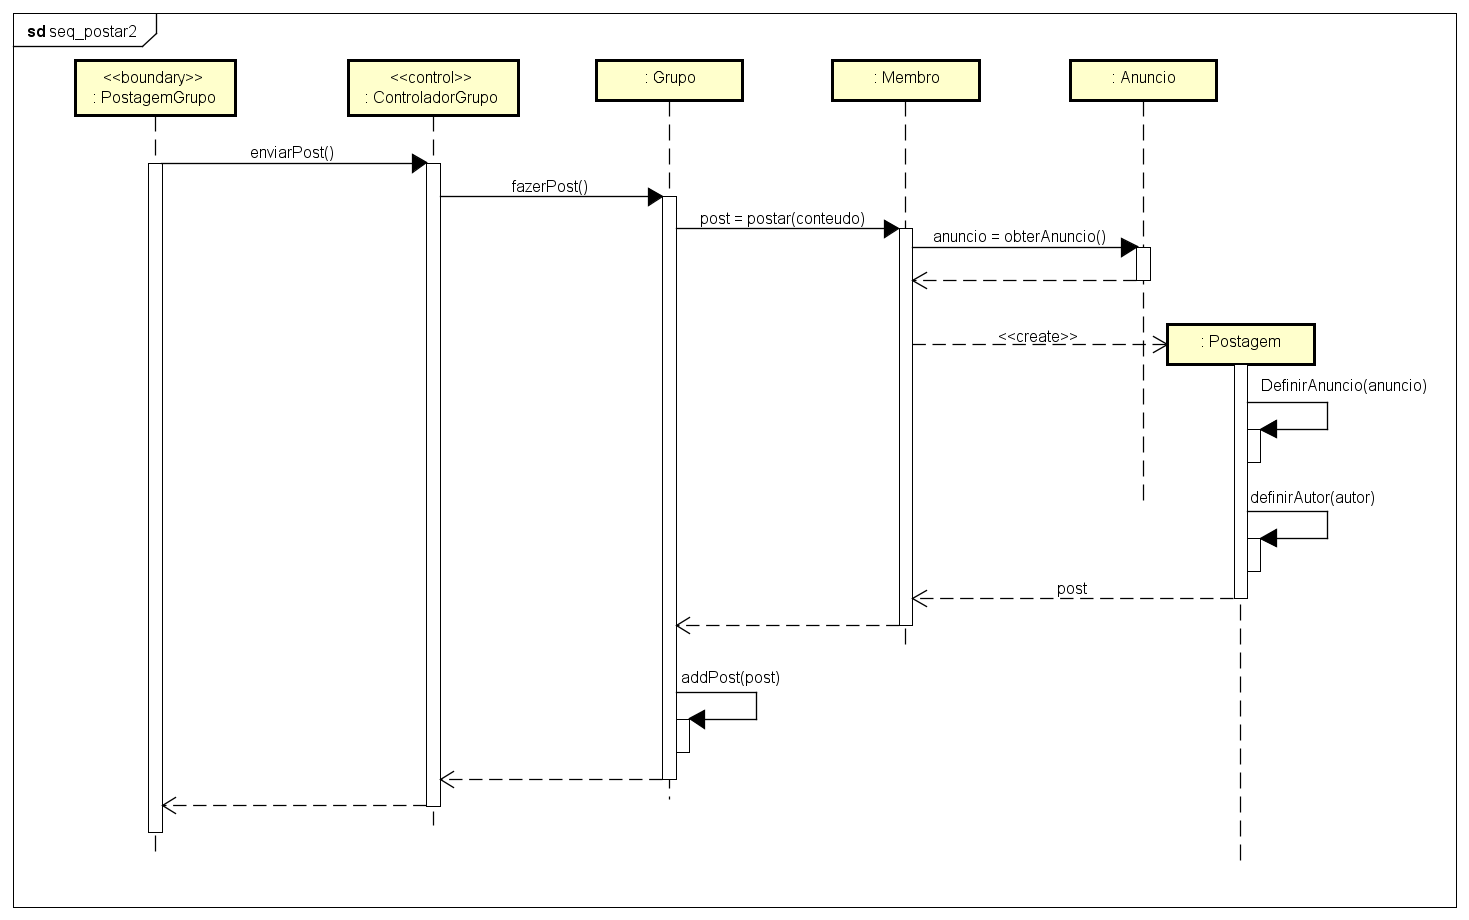 sd seq_postar2
<<boundary>>
: PostagemGrupo
<<control>>
: ControladorGrupo
: Grupo
: Membro
: Anuncio
enviarPost()
fazerPost()
post = postar(conteudo)
anuncio = obterAnuncio()
<<create>>
: Postagem
DefinirAnuncio(anuncio)
definirAutor(autor)
post
addPost(post)